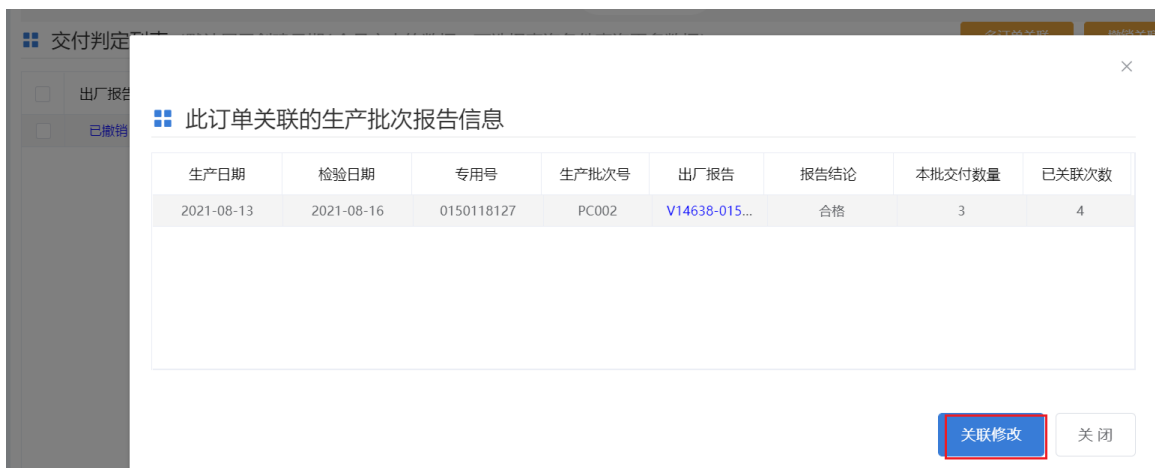 交付判定
出厂报告
已撤销
此订单关联的生产批次报告信息
生产日期 检验日期 专用号 生产批次号 出厂报告 报告结论 本批交付数量 已关联次数
2021-08-13 2021-08-16 0150118127 PC002 V14638-015... 合格 3 4
关联修改 关 闭